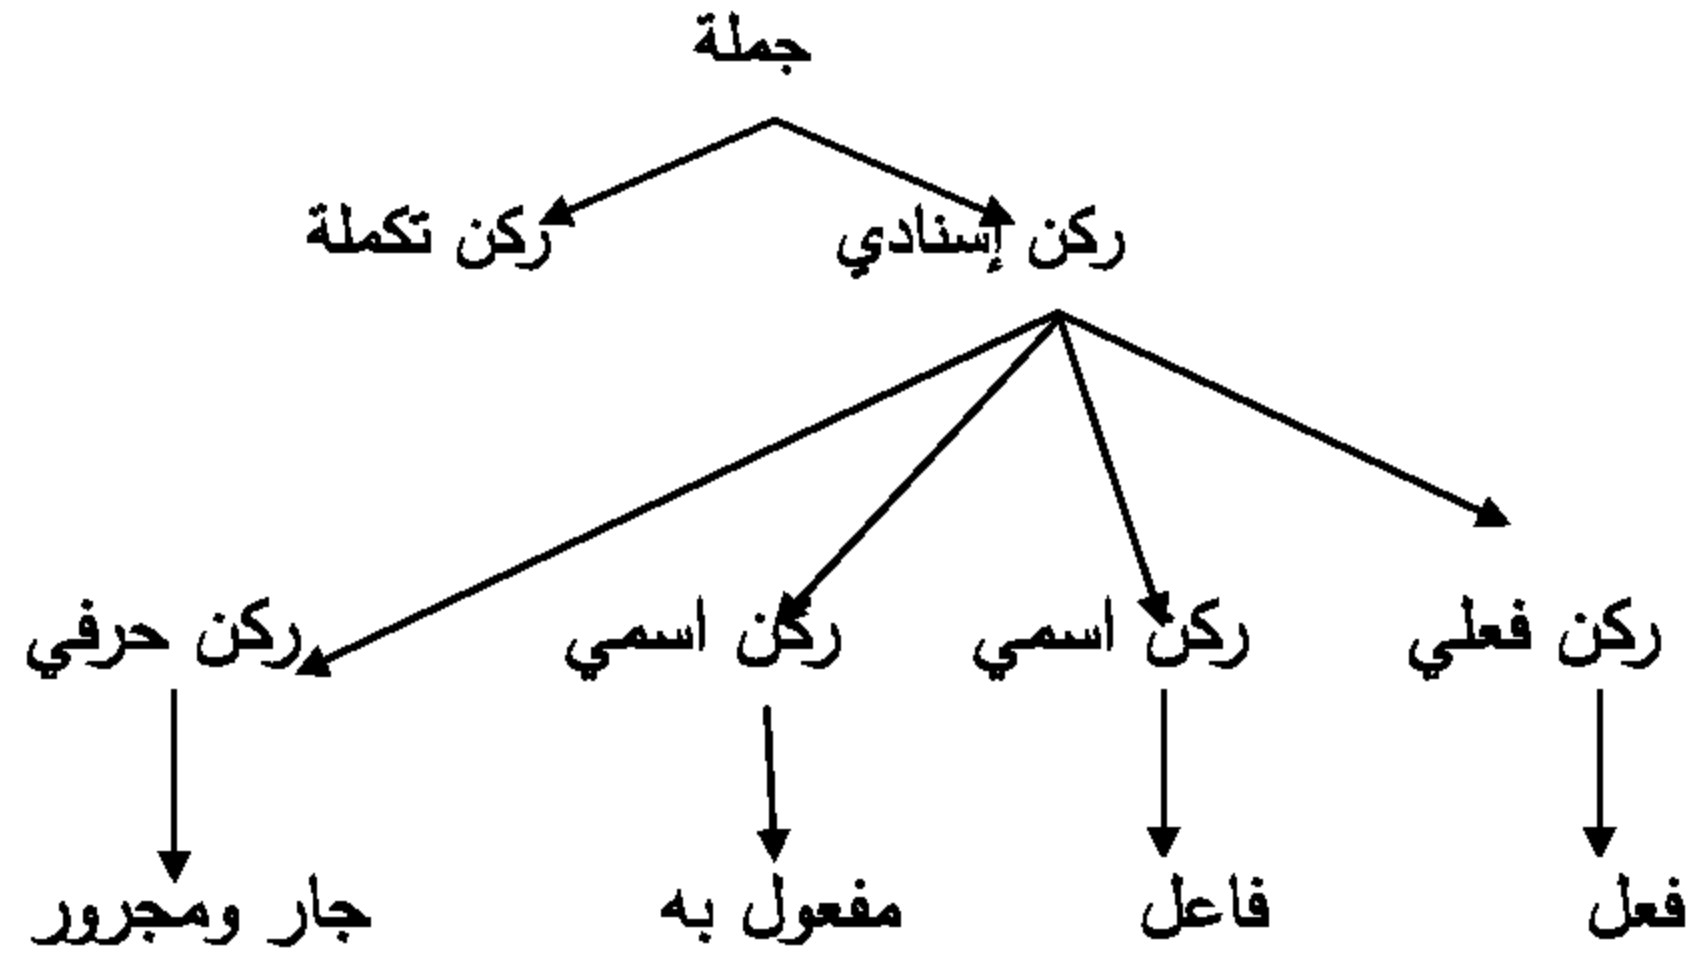 جملة
ركن إسنادي ركن تكملة
ركن فعلي ركن اسمي ركن اسمي ركن حرفي
فعل فاعل مفعول به جار ومجرور